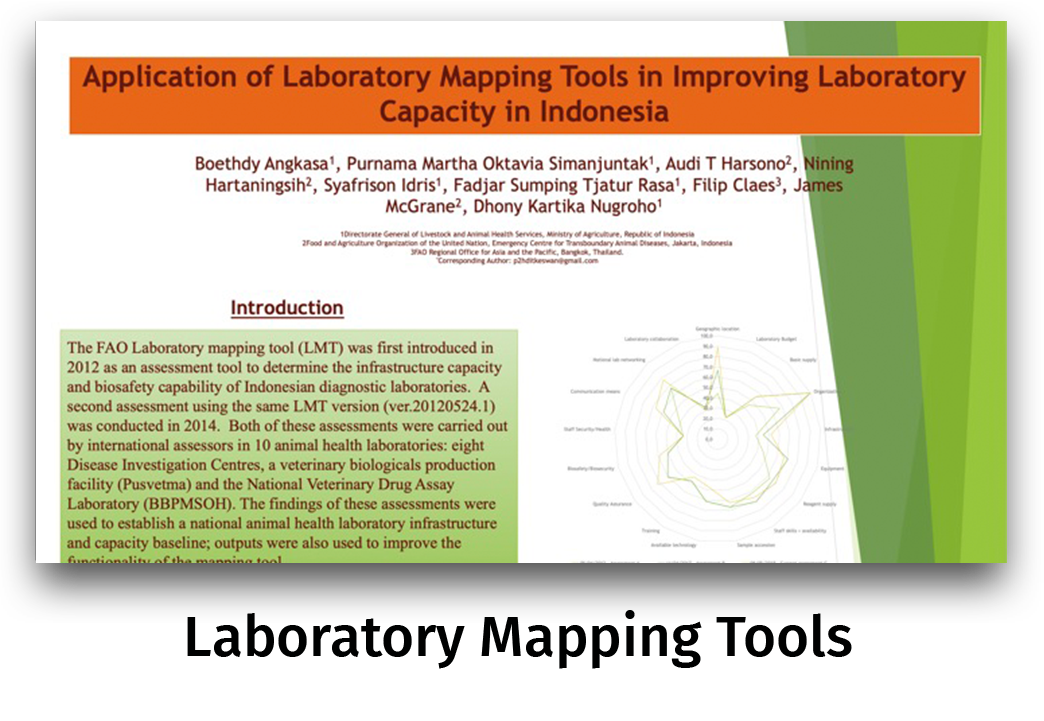 Application of Laboratory Mapping Tools in Improving Laboratory
Capacity in Indonesia
Boethdy Angkasa¹, Purnama Martha Oktavia Simanjuntak¹, Audi T Harsono², Nining
Hartaningsih², Syafrison Idris¹, Fadjar Sumping Tjatur Rasa¹, Filip Claes³, James
McGrane², Dhony Kartika Nugroho¹
1Directorate General of Livestock and Animal Health Services, Ministry of Agriculture, Republic of Indonesia
2Food and Agriculture Organization of the United Nation, Emergency Centre for Transboundary Animal Diseases, Jakarta, Indonesia
3FAO Regional Office for Asia and the Pacific, Bangkok, Thailand.
*Corresponding Author: p2hditkeswan@gmail.com
Introduction
The FAO Laboratory mapping tool (LMT) was first introduced in
2012 as an assessment tool to determine the infrastructure capacity
and biosafety capability of Indonesian diagnostic laboratories. A
second assessment using the same LMT version (ver.20120524.1)
was conducted in 2014. Both of these assessments were carried out
by international assessors in 10 animal health laboratories: eight
Disease Investigation Centres, a veterinary biologicals production
facility (Pusvetma) and the National Veterinary Drug Assay
Laboratory (BBPMSOH). The findings of these assessments were
used to establish a national animal health laboratory infrastructure
and capacity baseline; outputs were also used to improve the
functionality of the mapping tool
Geographic location
Laboratory collaboration
Laboratory Budget
National lab networking
Basic supply
Communication means
Organization
Staff Security/Health
Infrastru
Biosafety/Biosecurity
Equipment
Quality Assurance
Reagent supply
Training
Staff skills + availability
Available technology
Sample accession
100,0
90,0
80,0
70,0
60,0
50,0
40,0
30,0
20,0
10,0
0,0
Laboratory Mapping Tools